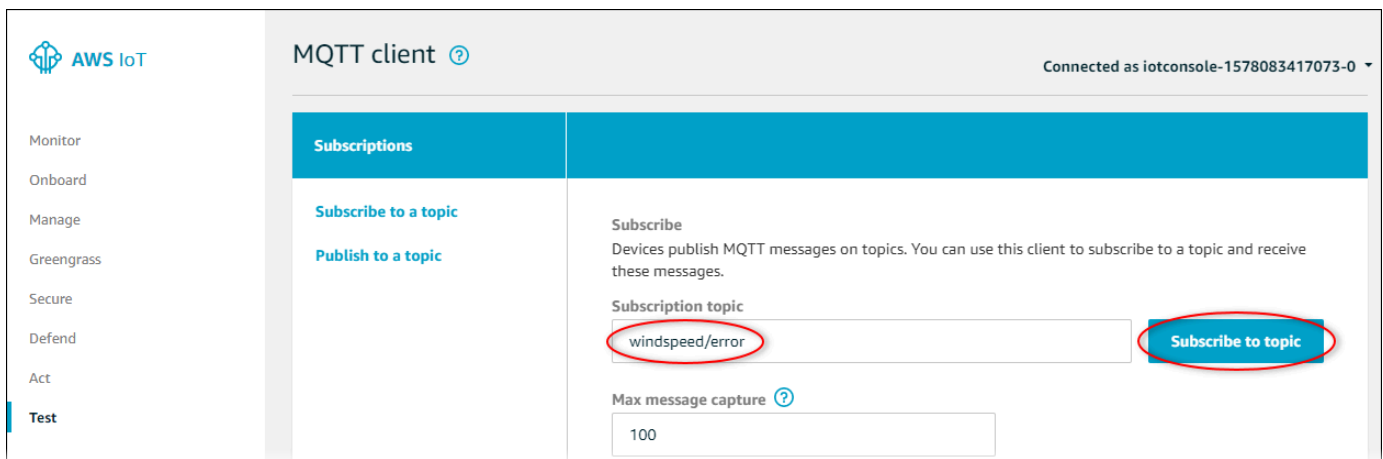 AWS IoT
MQTT client ?
Connected as iotconsole-1578083417073-0
Monitor
Onboard
Manage
Greengrass
Secure
Defend
Act
Test
Subscriptions
Subscribe to a topic
Publish to a topic
Subscribe
Devices publish MQTT messages on topics. You can use this client to subscribe to a topic and receive
these messages.
Subscription topic
windspeed/error
Subscribe to topic
Max message capture ?
100